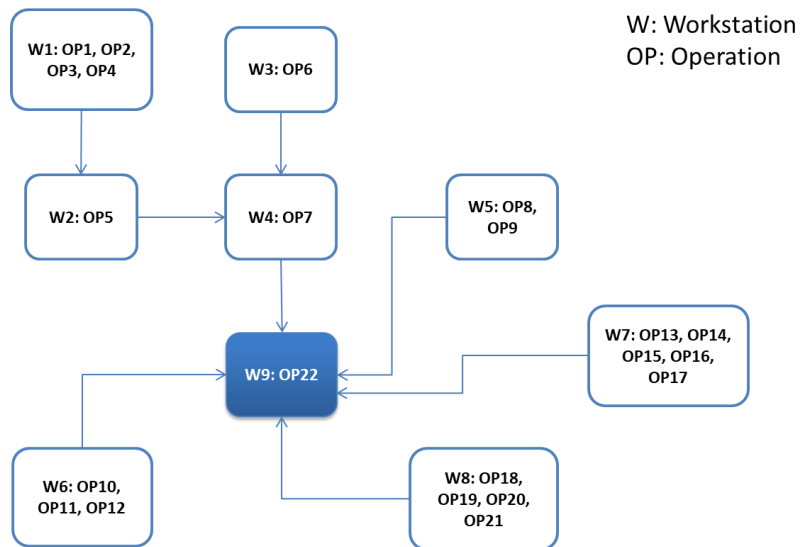 W: Workstation
OP: Operation
W1: OP1, OP2,
OP3, OP4
W3: OP6
W2: OP5
W4: OP7
W5: OP8,
OP9
W9: OP22
W7: OP13, OP14,
OP15, OP16,
OP17
W6: OP10,
OP11, OP12
W8: OP18,
OP19, OP20,
OP21